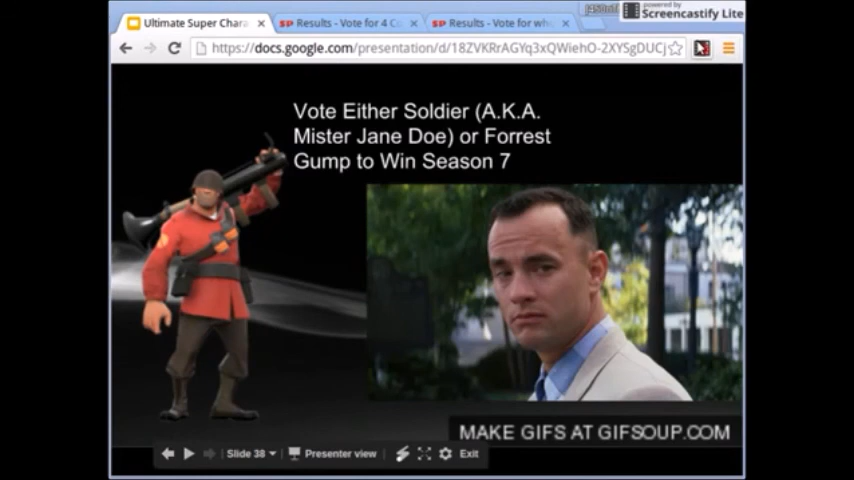 powered by
Screencastify Lite
Ultimate Super Chara
Results - Vote for 4 C
Results - Vote for wh
https://docs.google.com/presentation/d/18ZVKRrAGYq3xQWiehO-2XYSgDUCj
Vote Either Soldier (A.K.A.
Mister Jane Doe) or Forrest
Gump to Win Season 7
MAKE GIFS AT GIFSOUP.COM
Slide 38
Presenter view
Exit